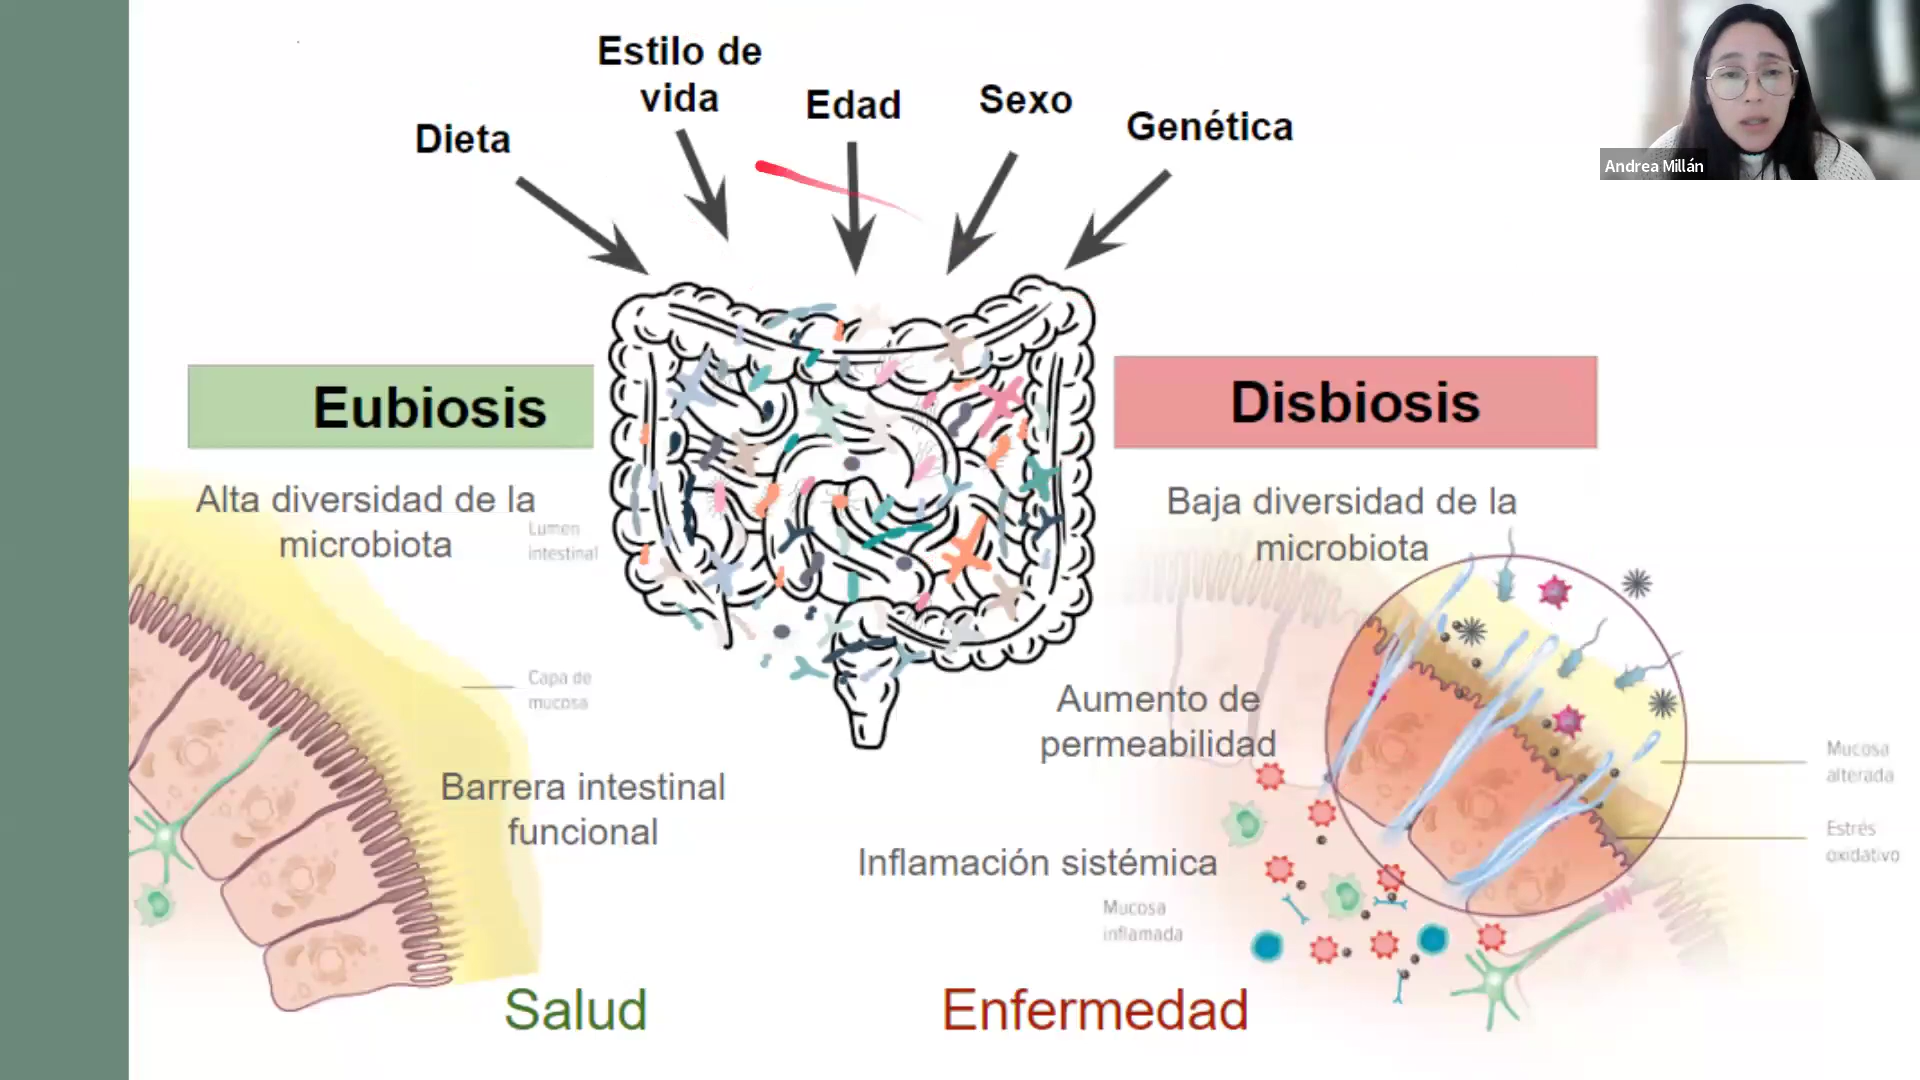 Estilo de
vida
Dieta
Edad
Sexo
Genética
Andrea Millán
Eubiosis
Disbiosis
Alta diversidad de la
microbiota
Lumen
intestinal
Baja diversidad de la
microbiota
Capa de
mucosa
Aumento de
permeabilidad
Barrera intestinal
funcional
Mucosa
alterada
Estrés
oxidativo
Inflamación sistémica
Mucosa
inflamada
Salud
Enfermedad